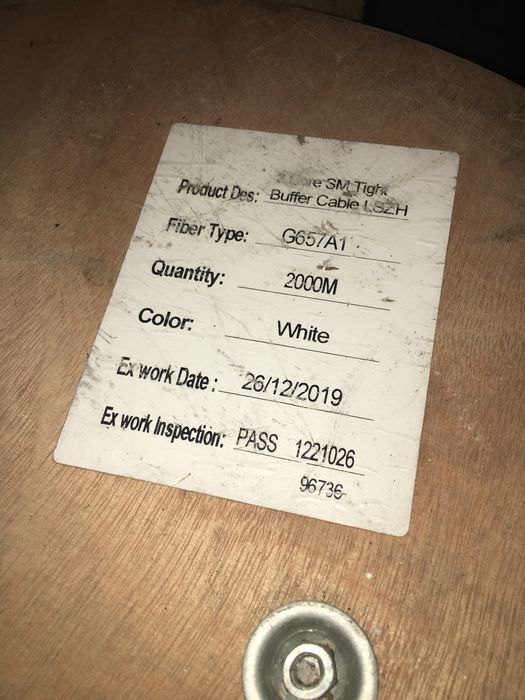 SM Tight
Product Des: Buffer Cable LSZH
Fiber Type: G657A1
Quantity: 2000M
Color: White
Ex work Date : 26/12/2019
Ex work Inspection: PASS 1221026
96736